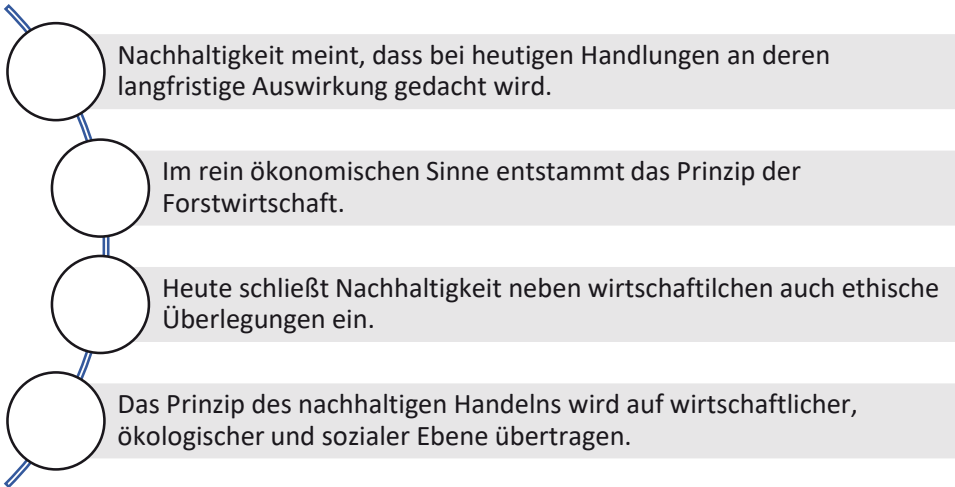 Nachhaltigkeit meint, dass bei heutigen Handlungen an deren
langfristige Auswirkung gedacht wird.
Im rein ökonomischen Sinne entstammt das Prinzip der
Forstwirtschaft.
Heute schließt Nachhaltigkeit neben wirtschaftilchen auch ethische
Überlegungen ein.
Das Prinzip des nachhaltigen Handelns wird auf wirtschaftlicher,
ökologischer und sozialer Ebene übertragen.